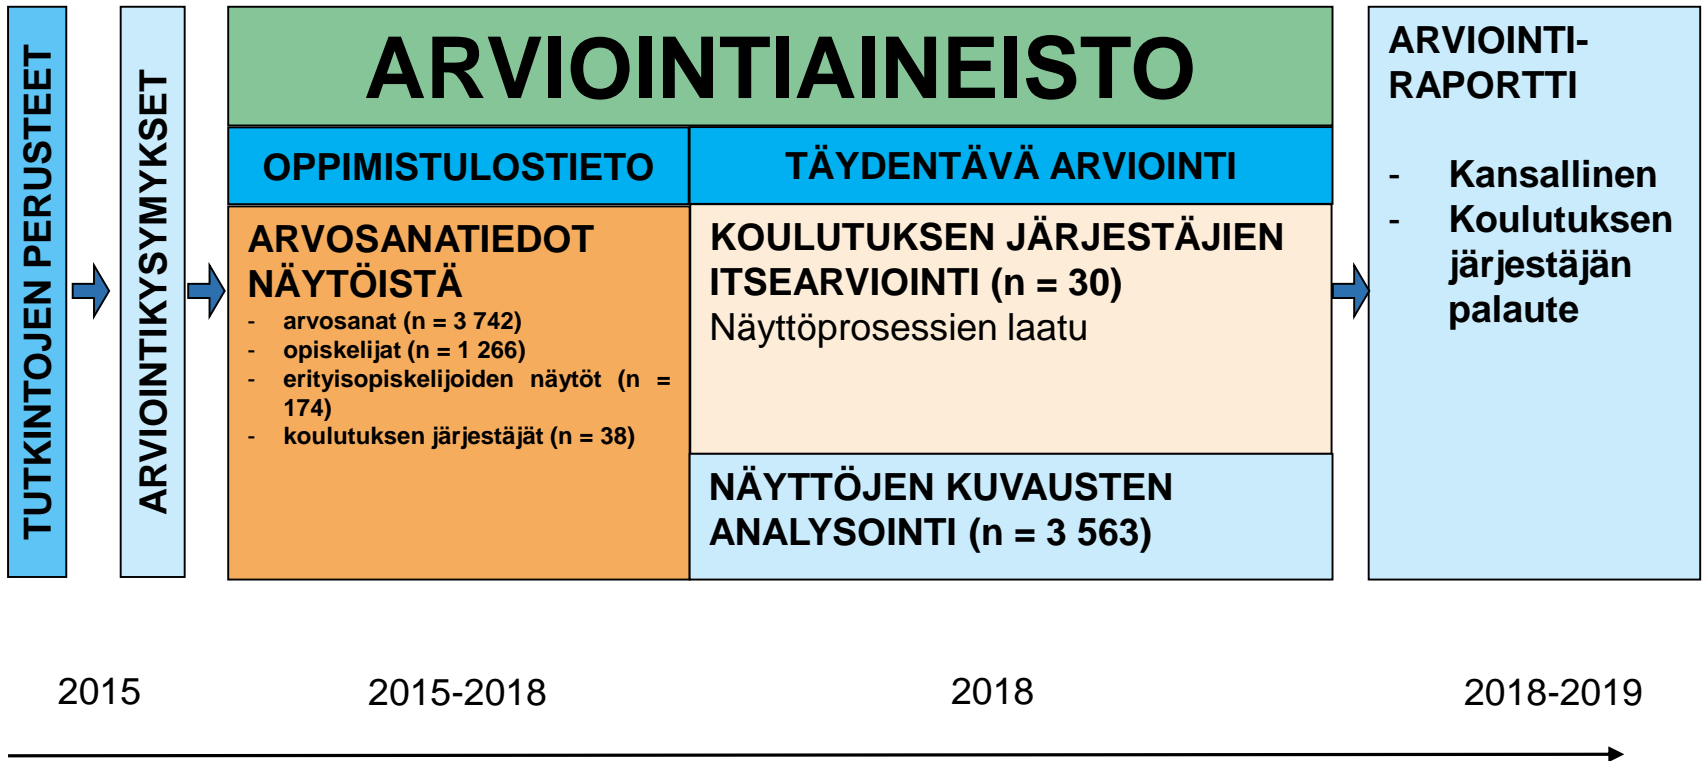 TUTKINTOJEN PERUSTEET
ARVIOINTIKYSYMYKSET
ARVIOINTIAINEISTO
OPPIMISTULOSTIETO
TÄYDENTÄVÄ ARVIOINTI
ARVOSANATIEDOT
NÄYTÖISTÄ
- arvosanat (n = 3 742)
- opiskelijat (n = 1 266)
- erityisopiskelijoiden näytöt (n =
174)
- koulutuksen järjestäjät (n = 38)
KOULUTUKSEN JÄRJESTÄJIEN
ITSEARVIOINTI (n = 30)
Näyttöprosessien laatu
NÄYTTÖJEN KUVAUSTEN
ANALYSOINTI (n = 3 563)
ARVIOINTI-
RAPORTTI
- Kansallinen
- Koulutuksen
järjestäjän
palaute
2015
2015-2018
2018
2018-2019